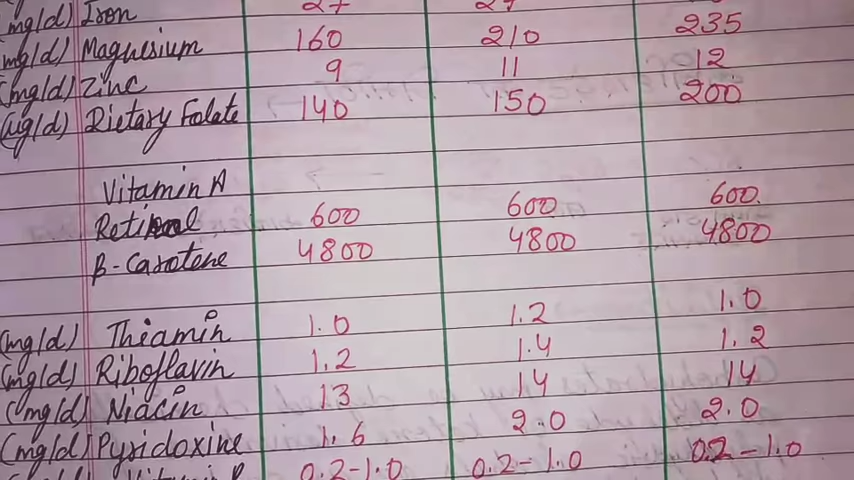 (mg/d) Iron 27 27
(mg/d) Magnesium 160 210 235
(mg/d) Zinc 9 11 12
(µg/d) Dietary Folate 140 150 200
Vitamin A
Retinol 600 600 600
β-Carotene 4800 4800 4800
(mg/d) Thiamin 1.0 1.2 1.0
(mg/d) Riboflavin 1.2 1.4 1.2
(mg/d) Niacin 13 14 14
(mg/d) Pyridoxine 1.6 2.0 2.0
0.2-1.0 0.2-1.0 0.2-1.0